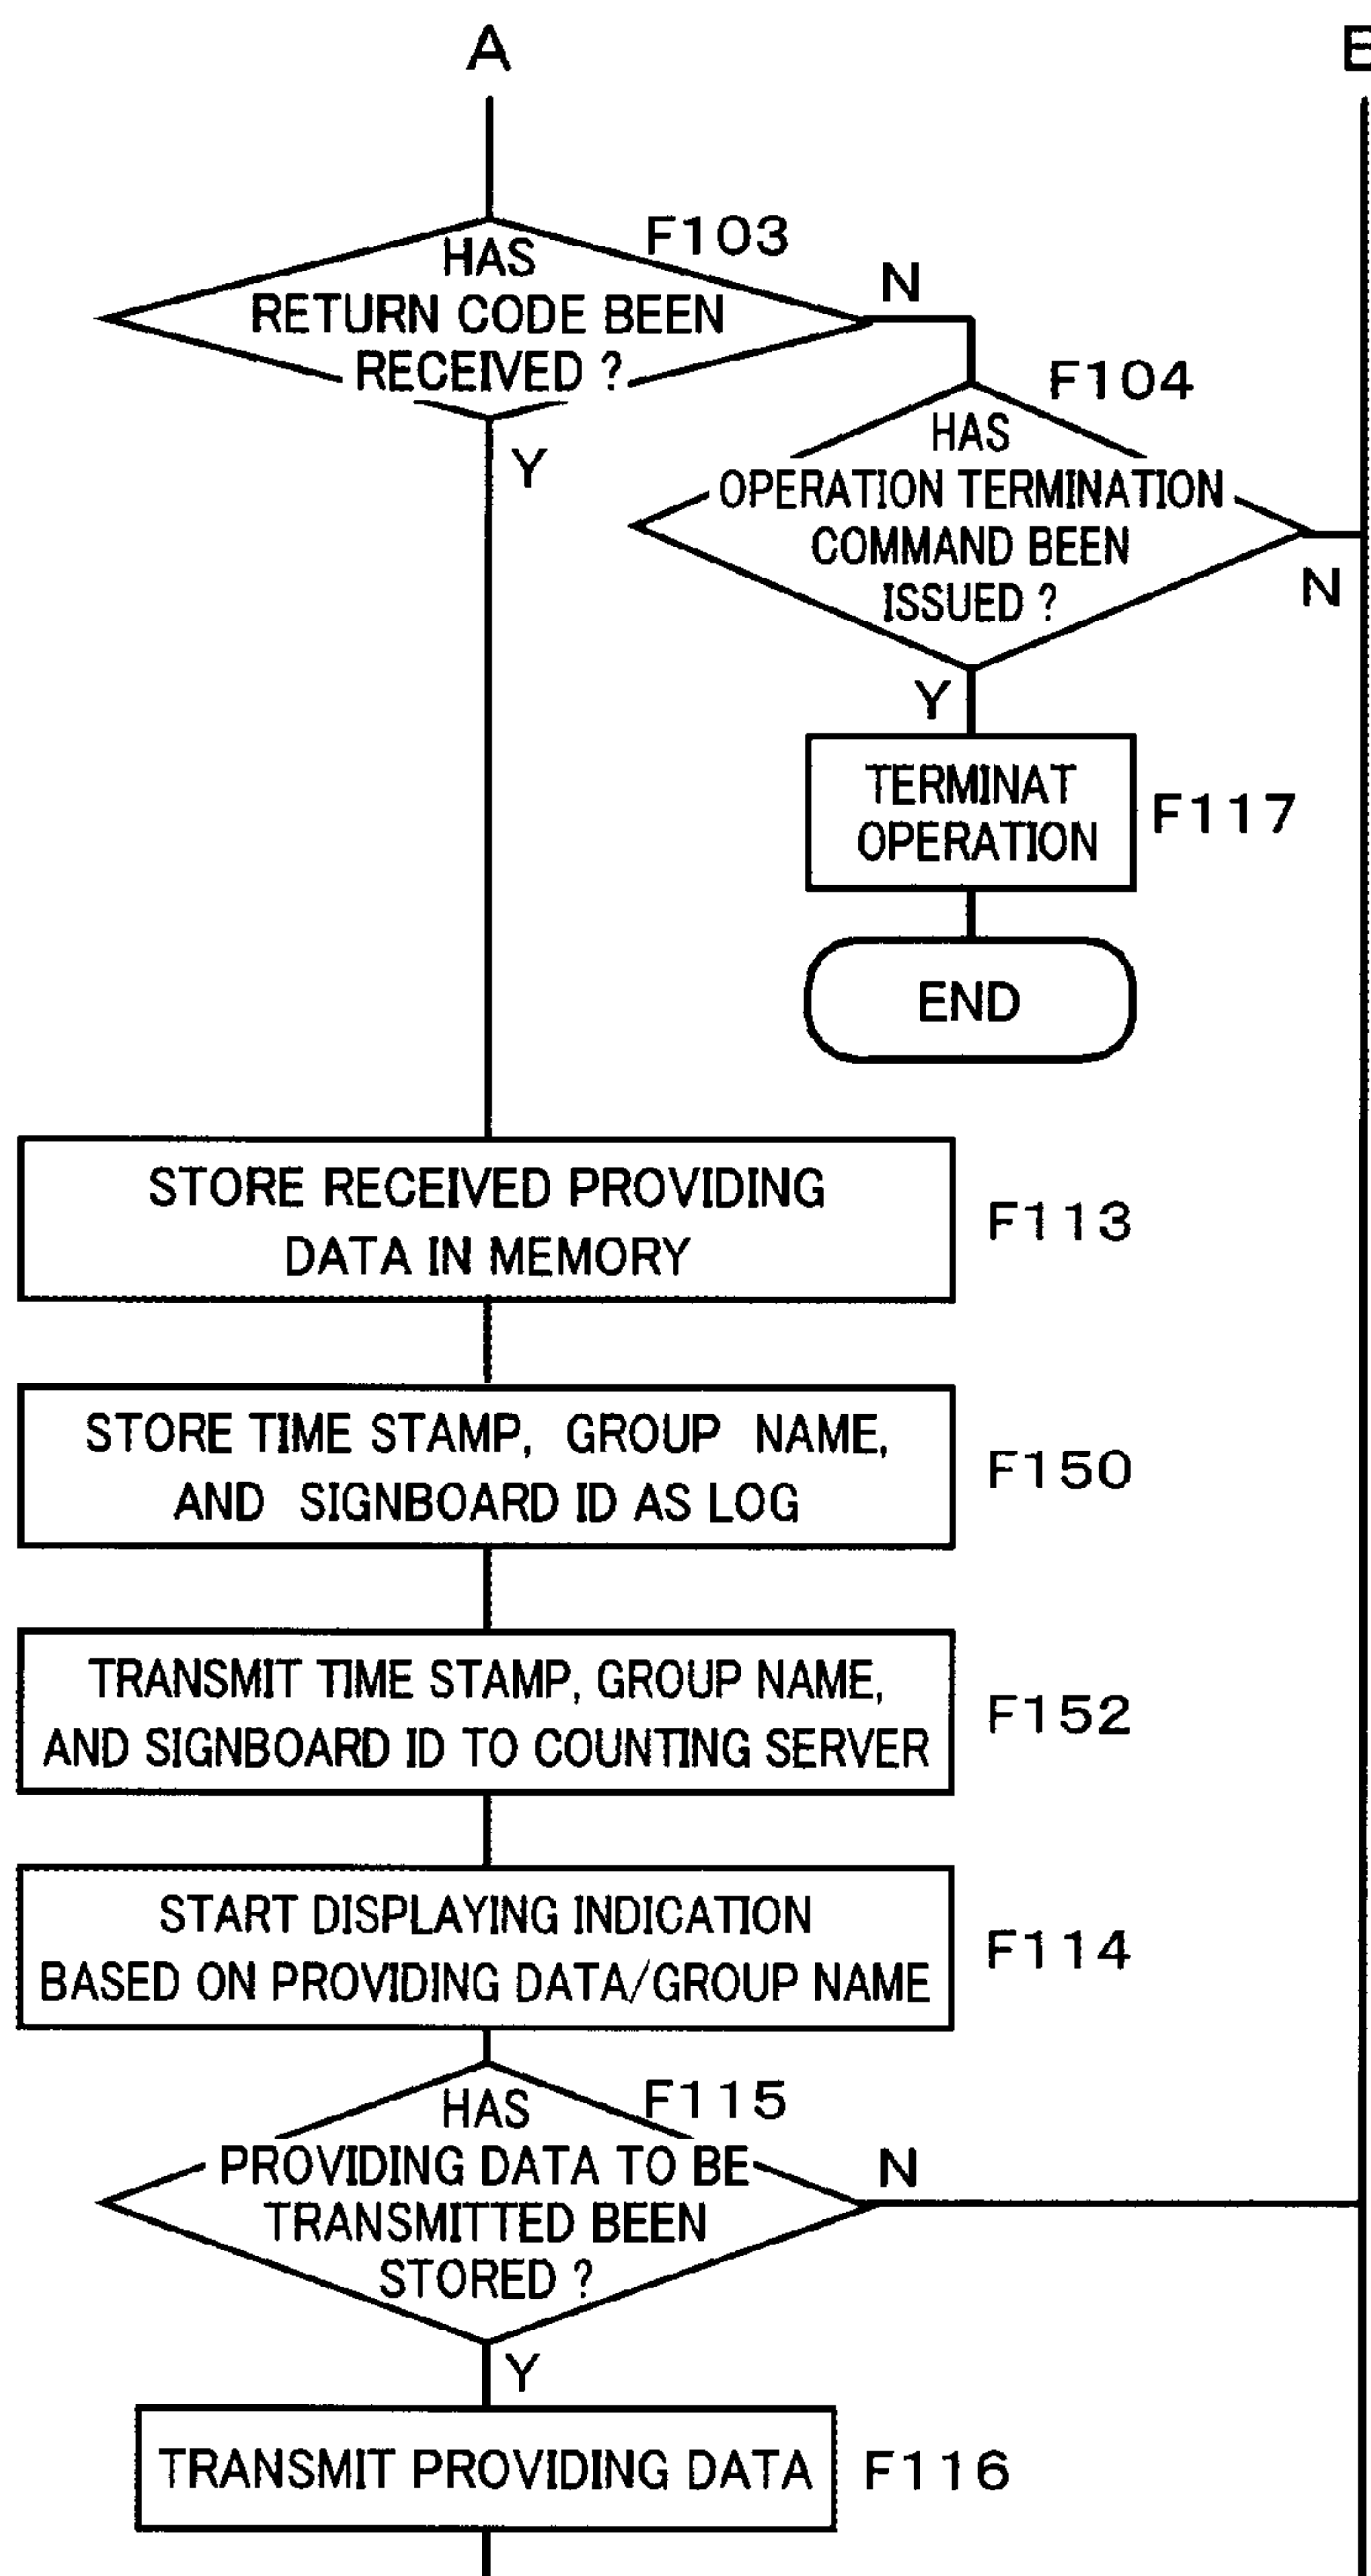 A
B
F103
HAS
RETURN CODE BEEN
RECEIVED ?
N
Y
F104
HAS
OPERATION TERMINATION
COMMAND BEEN
ISSUED ?
N
Y
TERMINAT
OPERATION
F117
END
STORE RECEIVED PROVIDING
DATA IN MEMORY
F113
STORE TIME STAMP, GROUP NAME,
AND SIGNBOARD ID AS LOG
F150
TRANSMIT TIME STAMP, GROUP NAME,
AND SIGNBOARD ID TO COUNTING SERVER
F152
START DISPLAYING INDICATION
BASED ON PROVIDING DATA/GROUP NAME
F114
F115
HAS
PROVIDING DATA TO BE
TRANSMITTED BEEN
STORED ?
N
Y
TRANSMIT PROVIDING DATA
F116